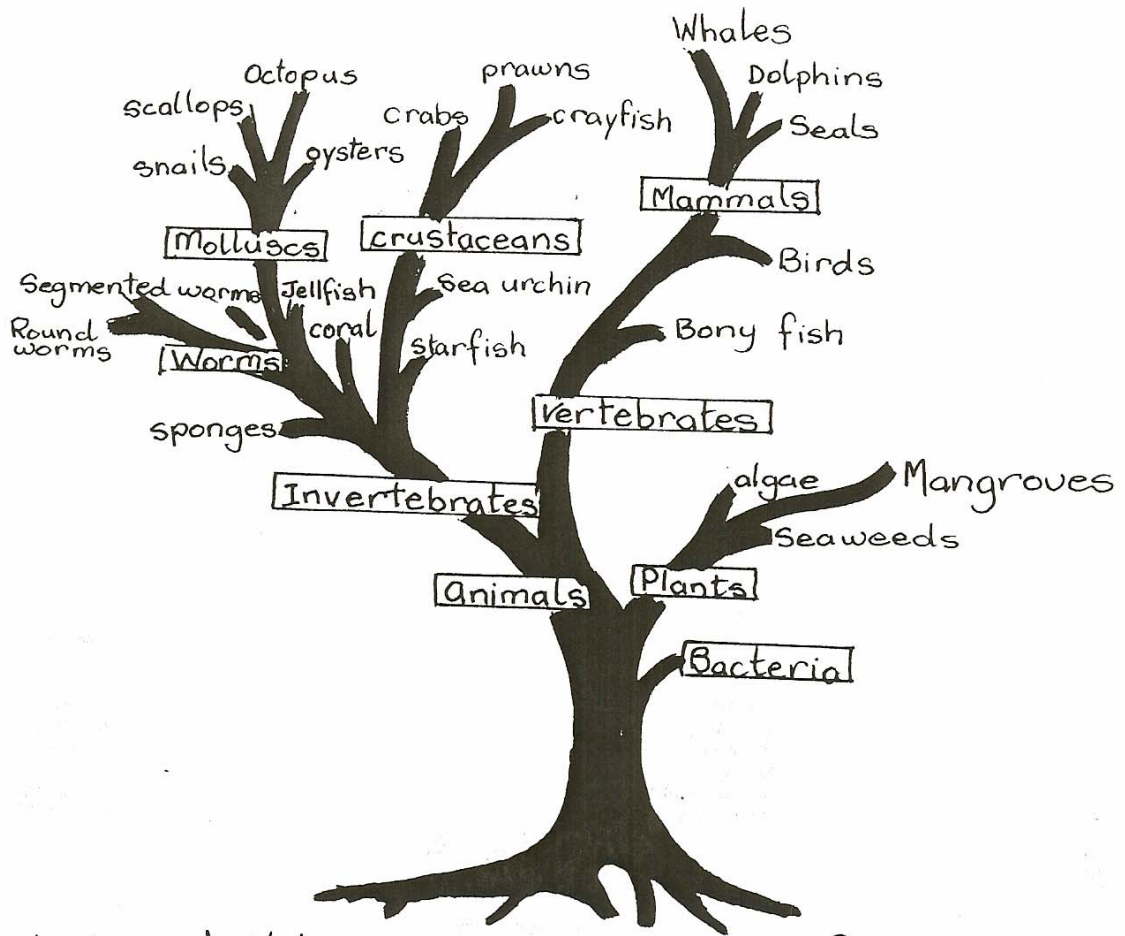 Whales
Octopus
prawns
Dolphins
scallops
crabs
crayfish
Seals
snails
oysters
Mammals
Molluscs
crustaceans
Birds
Segmented worms
Jellfish
Sea urchin
Round
worms
coral
Bony fish
Worms
starfish
vertebrates
sponges
algae
Mangroves
Invertebrates
Seaweeds
animals
Plants
Bacteria